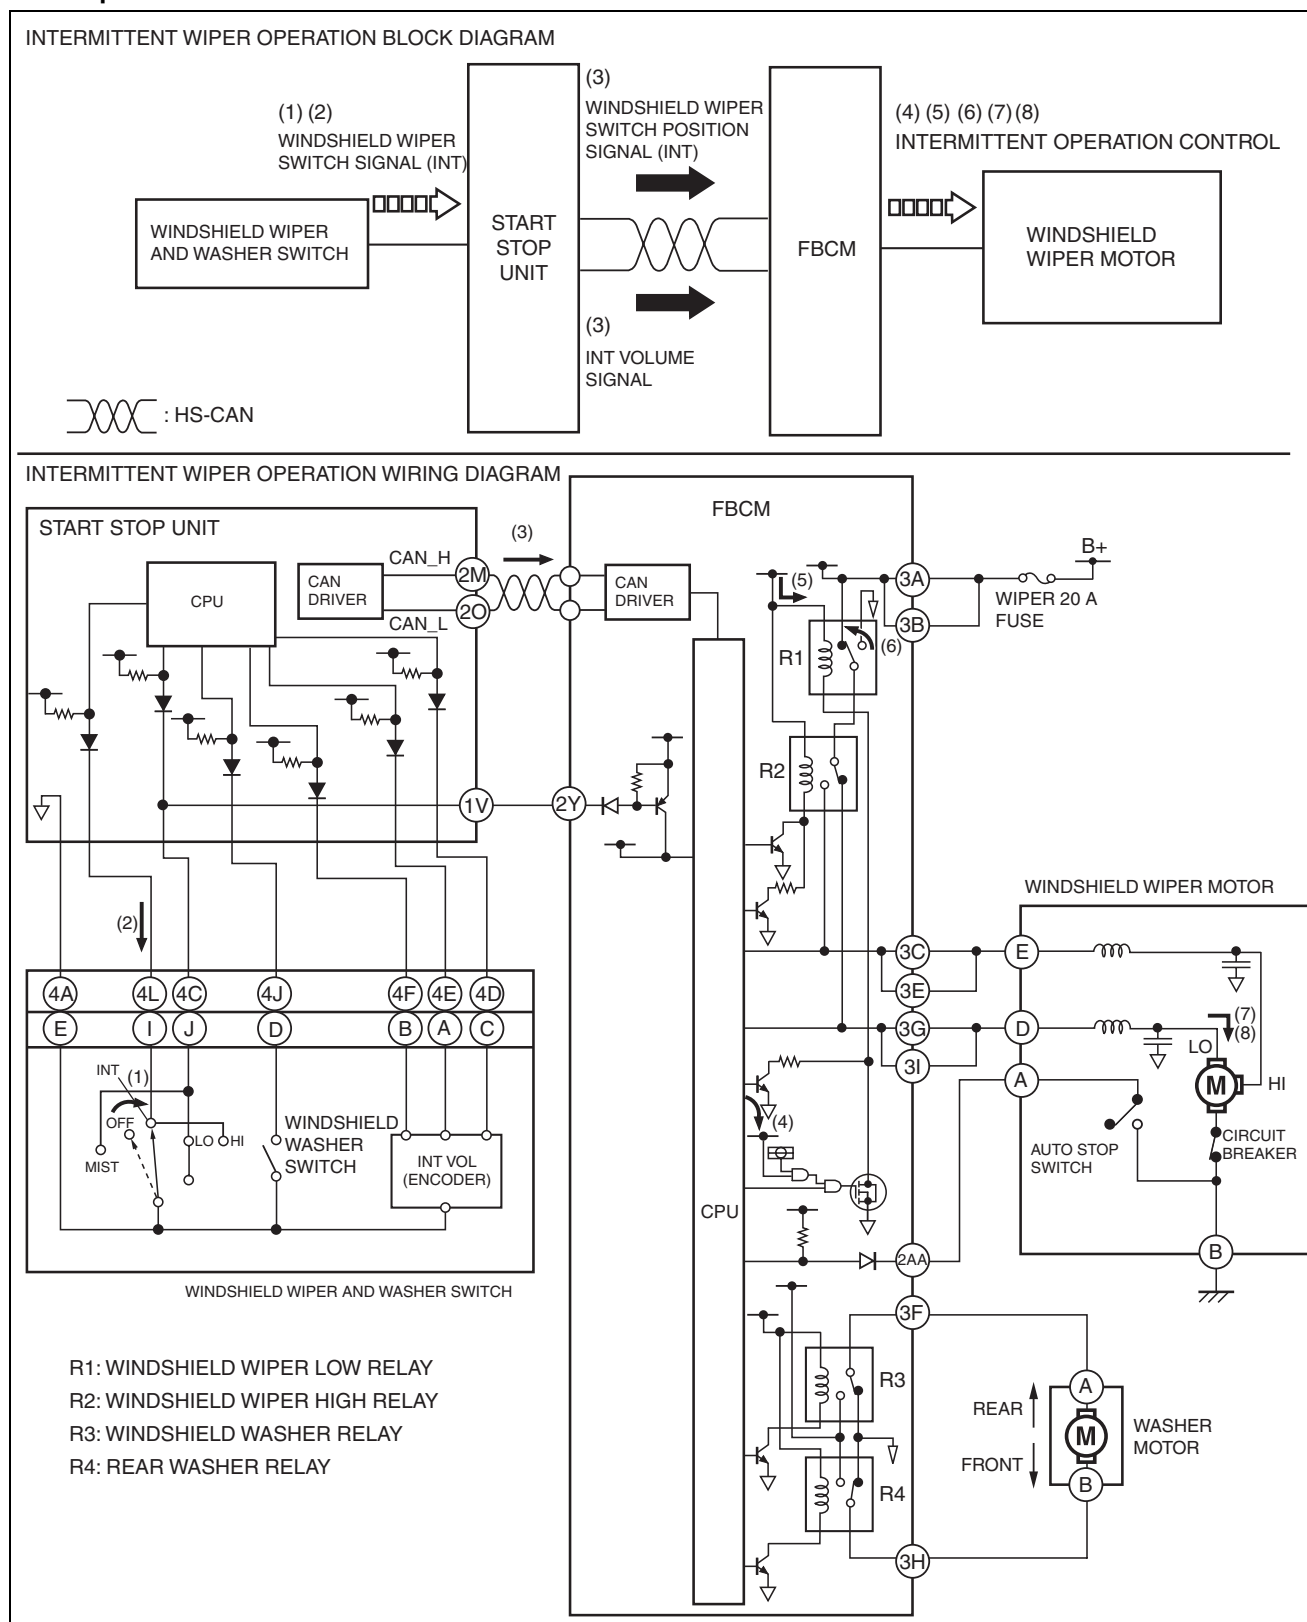 INTERMITTENT WIPER OPERATION BLOCK DIAGRAM
(1) (2)
WINDSHIELD WIPER
SWITCH SIGNAL (INT)
(3)
WINDSHIELD WIPER
SWITCH POSITION
SIGNAL (INT)
(4) (5) (6) (7) (8)
INTERMITTENT OPERATION CONTROL
WINDSHIELD WIPER
AND WASHER SWITCH
START
STOP
UNIT
FBCM
WINDSHIELD
WIPER MOTOR
(3)
INT VOLUME
SIGNAL
: HS-CAN
INTERMITTENT WIPER OPERATION WIRING DIAGRAM
START STOP UNIT
CPU
CAN
DRIVER
CAN_H
CAN_L
2M
2O
(3)
FBCM
CAN
DRIVER
(5)
3A
3B
B+
WIPER 20 A
FUSE
R1
(6)
R2
1V
2Y
(2)
4A
4L
4C
4J
4F
4E
4D
E
I
J
D
B
A
C
INT
(1)
OFF
LO
HI
MIST
WINDSHIELD
WASHER
SWITCH
INT VOL
(ENCODER)
WINDSHIELD WIPER AND WASHER SWITCH
CPU
(4)
3C
3E
3G
3I
2AA
WINDSHIELD WIPER MOTOR
E
D
A
(7)
(8)
LO
M
HI
AUTO STOP
SWITCH
CIRCUIT
BREAKER
B
3F
R3
R4
3H
REAR
FRONT
A
M
B
WASHER
MOTOR
R1: WINDSHIELD WIPER LOW RELAY
R2: WINDSHIELD WIPER HIGH RELAY
R3: WINDSHIELD WASHER RELAY
R4: REAR WASHER RELAY